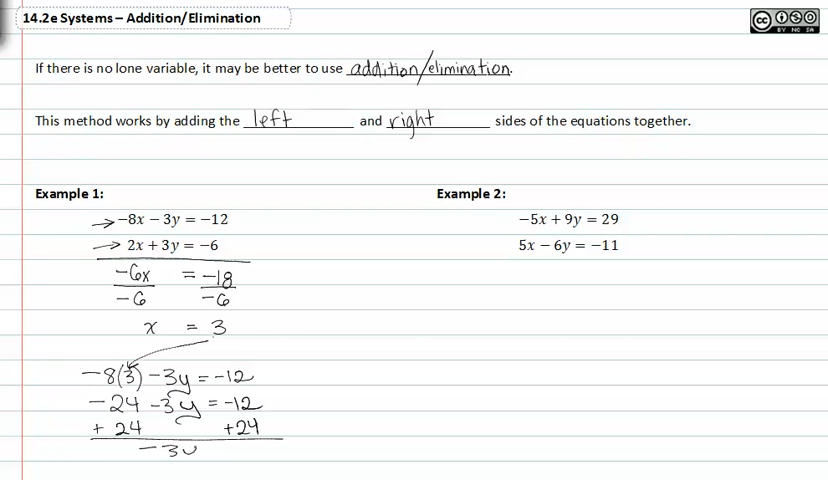 14.2e Systems – Addition/Elimination
BY NC SA
If there is no lone variable, it may be better to use addition/elimination.
This method works by adding the left and right sides of the equations together.
Example 1:
→ −8x − 3y = −12
→ 2x + 3y = −6
−6x = −18
−6 −6
x = 3
−8(3) − 3y = −12
−24 − 3y = −12
+ 24 +24
−3y
Example 2:
−5x + 9y = 29
5x − 6y = −11